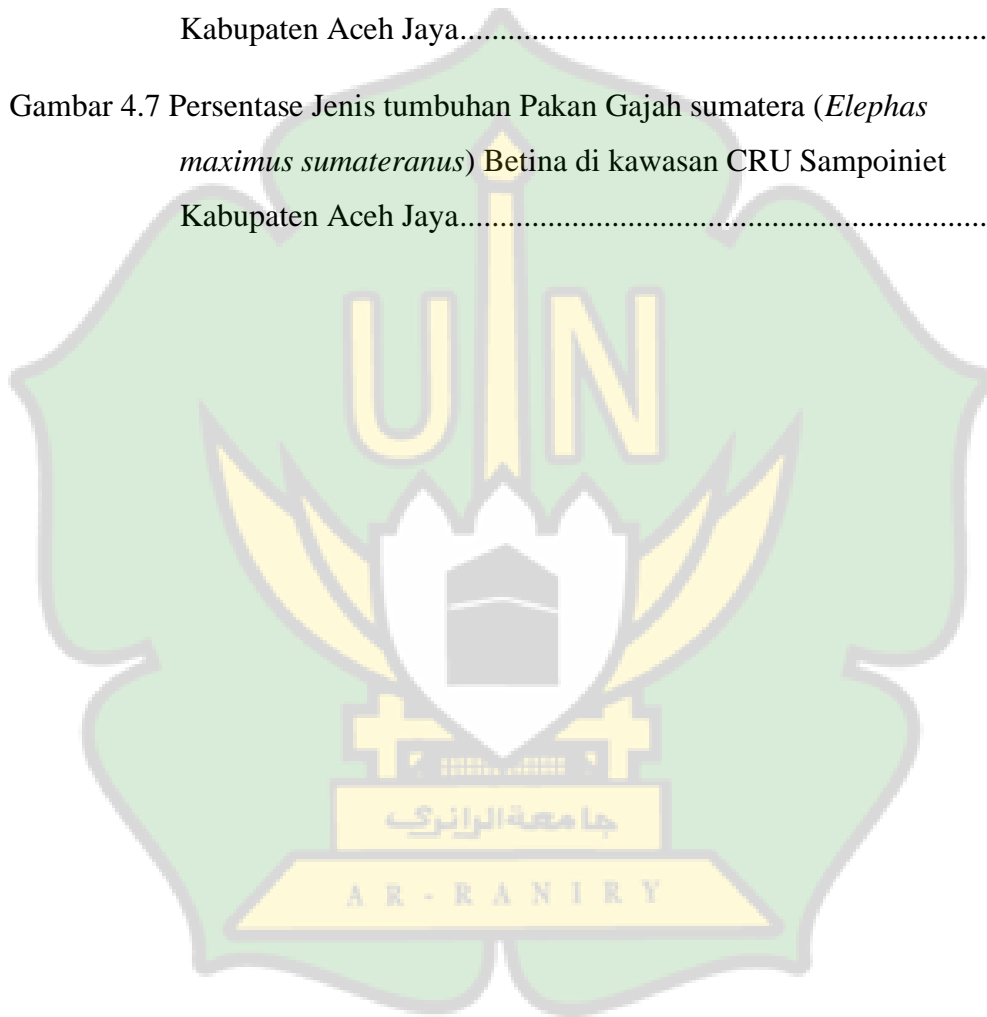 Kabupaten Aceh Jaya....................................................................
Gambar 4.7 Persentase Jenis tumbuhan Pakan Gajah sumatera (Elephas
maximus sumateranus) Betina di kawasan CRU Sampoiniet
Kabupaten Aceh Jaya....................................................................
UIN
جامعة الرانري
AR-RANIRY